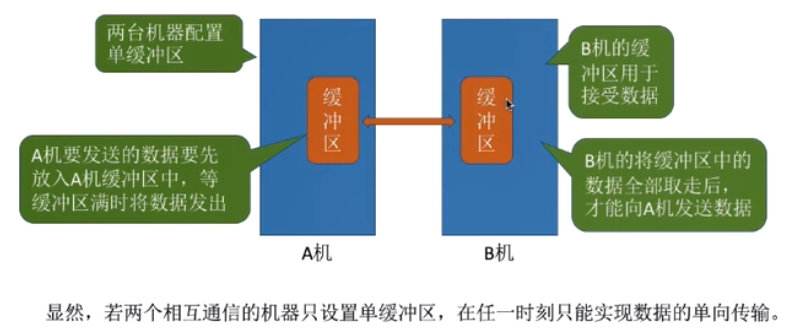 两台机器配置
单缓冲区
B机的缓
冲区用于
接受数据
缓
冲
区
缓
冲
区
A机要发送的数据要先
放入A机缓冲区中，等
缓冲区满时将数据发出
B机的将缓冲区中的
数据全部取走后，
才能向A机发送数据
A机
B机
显然，若两个相互通信的机器只设置单缓冲区，在任一时刻只能实现数据的单向传输。